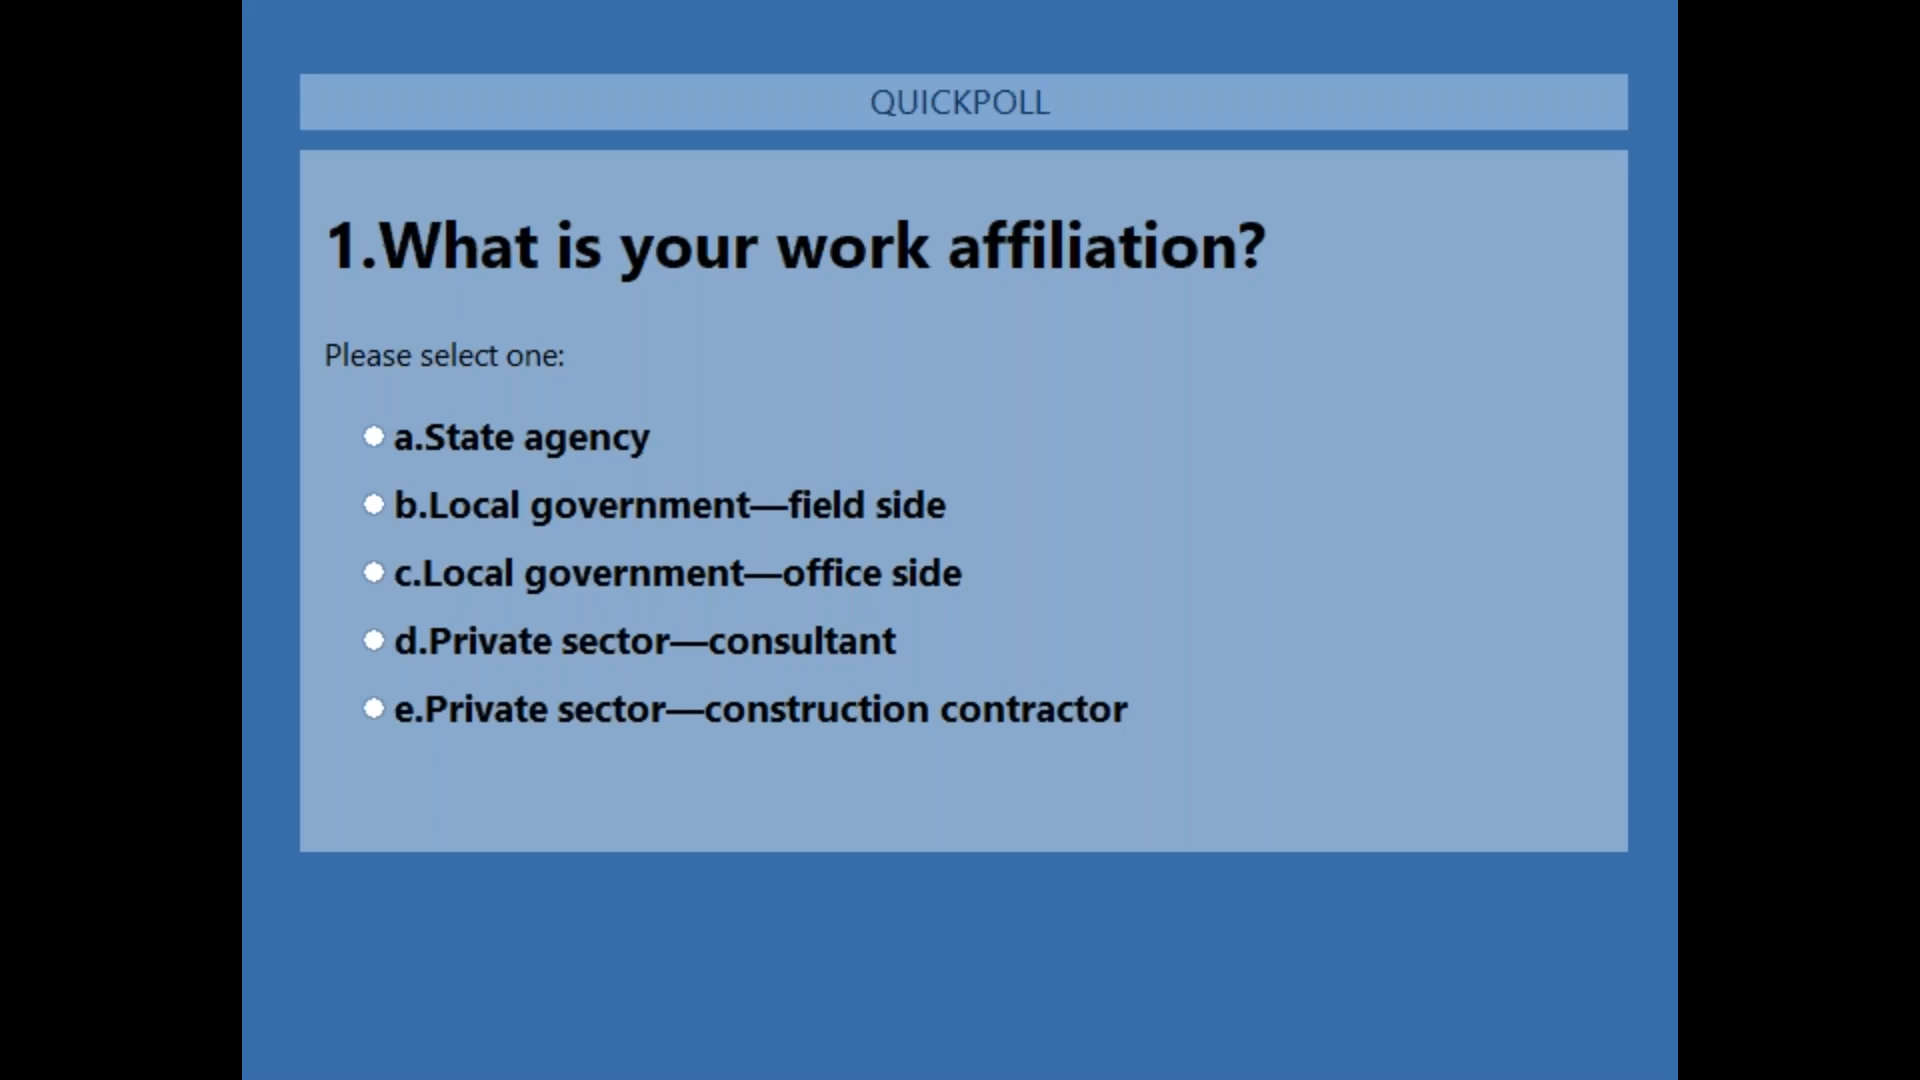 QUICKPOLL
1.What is your work affiliation?
Please select one:
a.State agency
b.Local government—field side
c.Local government—office side
d.Private sector—consultant
e.Private sector—construction contractor